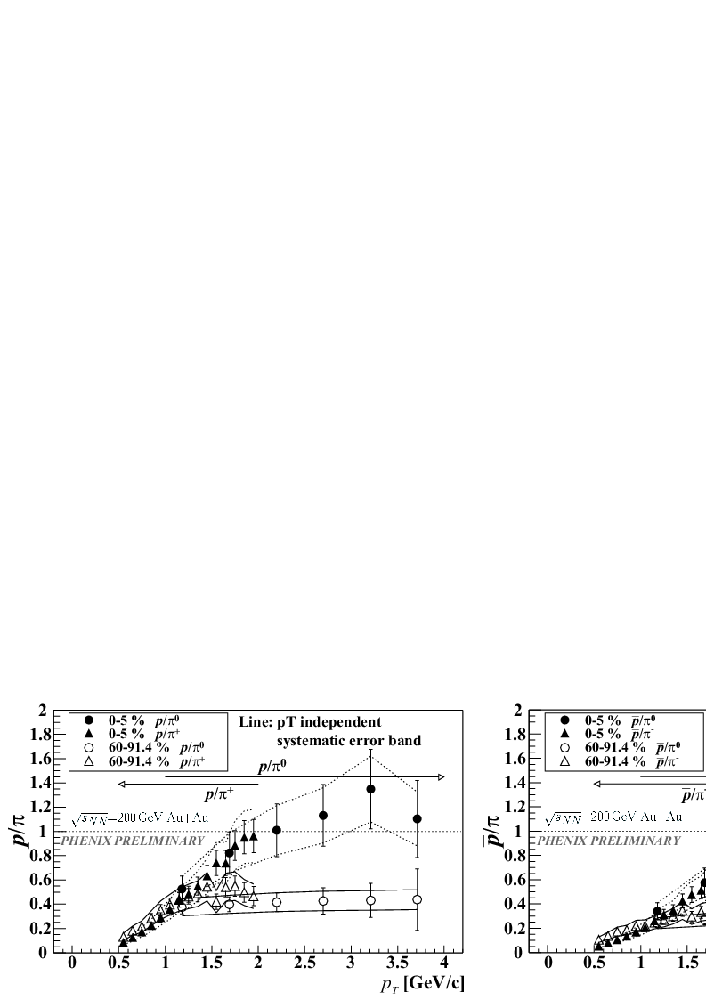 2
1.8
1.6
1.4
1.2
1
0.8
0.6
0.4
0.2
0
p/π
0-5 % p/π⁰
0-5 % p/π⁺
60-91.4 % p/π⁰
60-91.4 % p/π⁺
Line: pT independent
systematic error band
p/π⁰
p/π⁺
√sNN=200 GeV Au+Au
PHENIX PRELIMINARY
0 0.5 1 1.5 2 2.5 3 3.5 4
pT [GeV/c]
2
1.8
1.6
1.4
1.2
1
0.8
0.6
0.4
0.2
0
p̅/π
0-5 % p̅/π⁰
0-5 % p̅/π⁻
60-91.4 % p̅/π⁰
60-91.4 % p̅/π⁻
p̅/π⁻
√sNN 200 GeV Au+Au
PHENIX PRELIMINARY
0 0.5 1 1.5